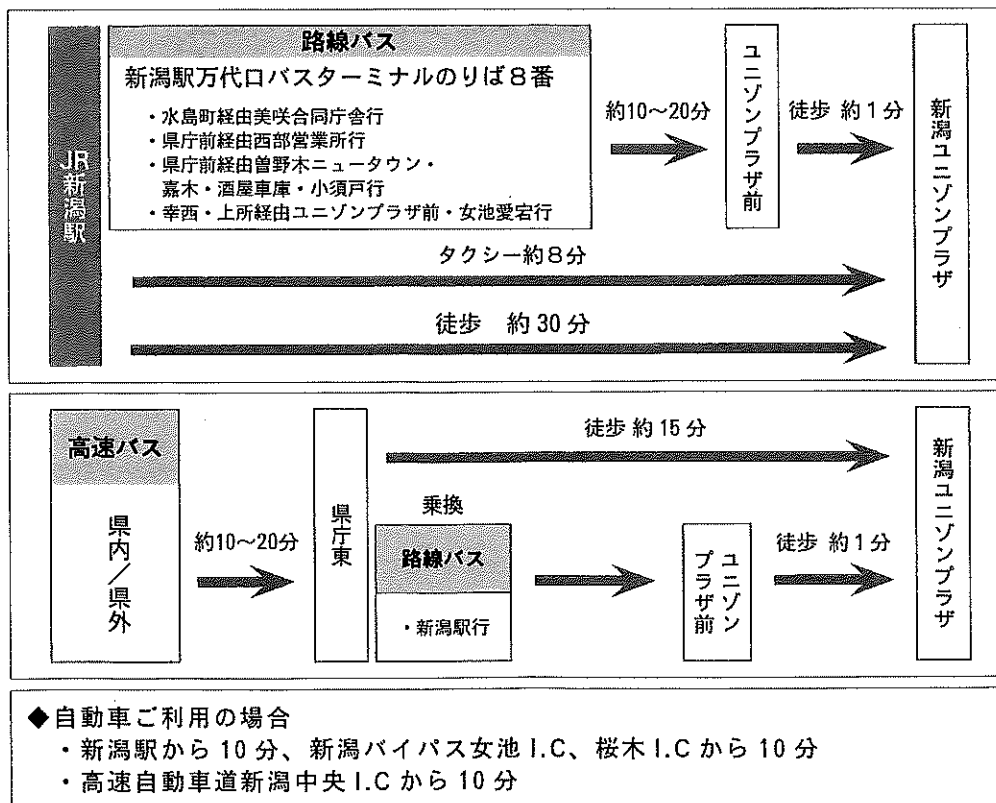 JR新潟駅
路線バス
新潟駅万代口バスターミナルのりば8番
・水島町経由美咲合同庁舎行
・県庁前経由西部営業所行
・県庁前経由曽野木ニュータウン・
嘉木・酒屋車庫・小須戸行
・幸西・上所経由ユニゾンプラザ前・女池愛宕行
約10～20分
ユニゾンプラザ前
徒歩 約1分
新潟ユニゾンプラザ
タクシー約8分
徒歩 約30分
高速バス
県内／県外
約10～20分
県庁東
徒歩 約15分
乗換
路線バス
・新潟駅行
ユニゾン
プラザ前
徒歩 約1分
新潟ユニゾンプラザ
◆自動車ご利用の場合
・新潟駅から10分、新潟バイパス女池I.C、桜木I.Cから10分
・高速自動車道新潟中央I.Cから10分